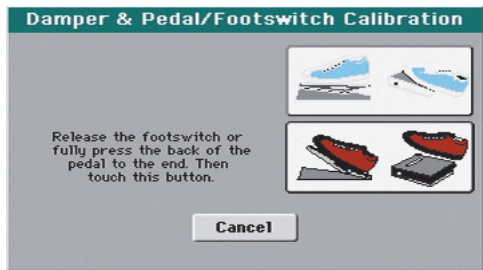 Damper & Pedal/Footswitch Calibration
Release the footswitch or
fully press the back of the
pedal to the end. Then
touch this button.
Cancel